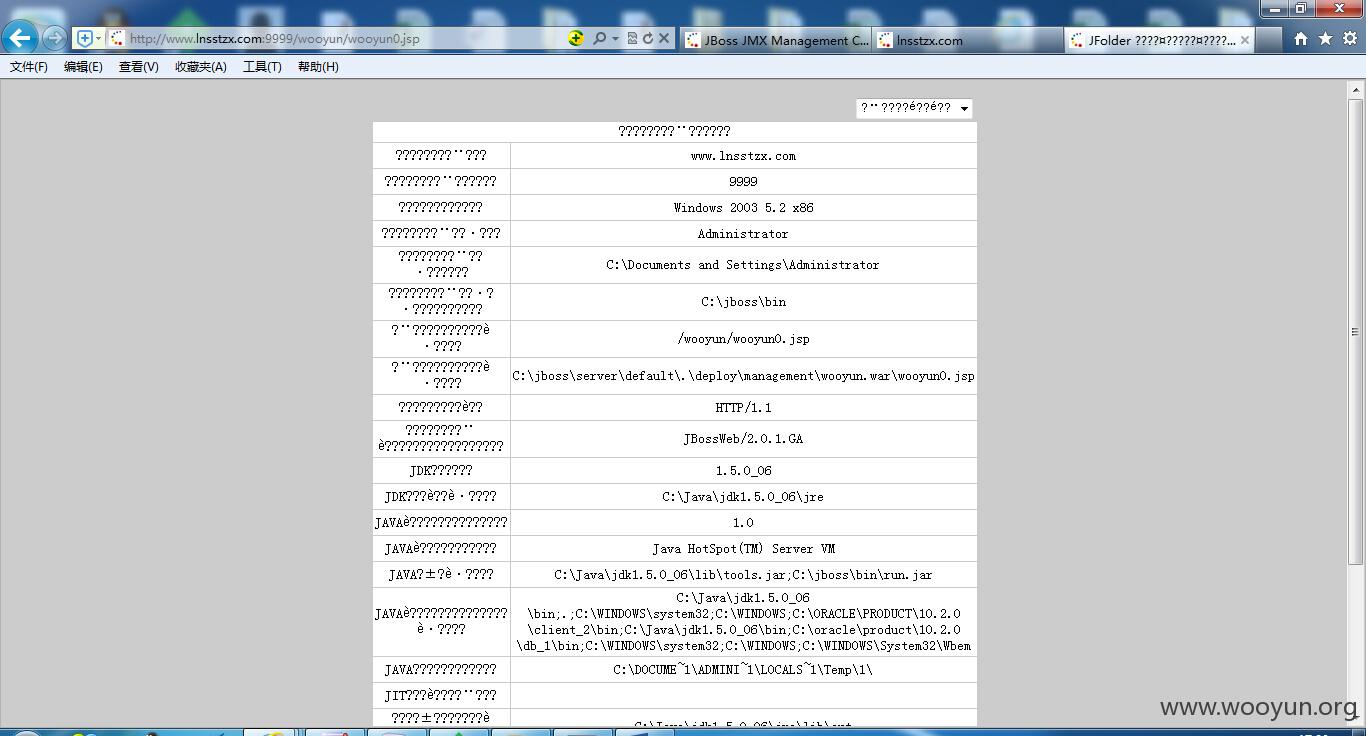 http://www.lnsstzx.com:9999/wooyun/wooyun0.jsp
JBoss JMX Management C...
lnsstzx.com
JFolder ????¤?????¤????...
文件(F) 编辑(E) 查看(V) 收藏夹(A) 工具(T) 帮助(H)
?¨????é??é??
????????¨??????
????????¨??? www.lnsstzx.com
????????¨?????? 9999
???????????? Windows 2003 5.2 x86
????????¨??·??? Administrator
????????¨??
·??????
C:\Documents and Settings\Administrator
????????¨??·?
·??????????
C:\jboss\bin
?¨??????????è
·????
/wooyun/wooyun0.jsp
?¨??????????è
·????
C:\jboss\server\default\.\deploy\management\wooyun.war\wooyun0.jsp
?????????è?? HTTP/1.1
????????¨
è?????????????????
JBossWeb/2.0.1.GA
JDK?????? 1.5.0_06
JDK???è??è·???? C:\Java\jdk1.5.0_06\jre
JAVAè?????????????? 1.0
JAVAè??????????? Java HotSpot(TM) Server VM
JAVA?±?è·???? C:\Java\jdk1.5.0_06\lib\tools.jar;C:\jboss\bin\run.jar
JAVAè??????????????
è·????
C:\Java\jdk1.5.0_06
\bin;.;C:\WINDOWS\system32;C:\WINDOWS;C:\ORACLE\PRODUCT\10.2.0
\client_2\bin;C:\Java\jdk1.5.0_06\bin;C:\oracle\product\10.2.0
\db_1\bin;C:\WINDOWS\system32;C:\WINDOWS;C:\WINDOWS\System32\Wbem
JAVA???????????? C:\DOCUME~1\ADMINI~1\LOCALS~1\Temp\1\
JIT???è????¨???
????±???????è
C:\Java\jdk1.5.0_06\jre\lib\ext
www.wooyun.org